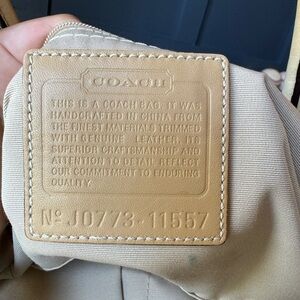 COACH
THIS IS A COACH BAG. IT WAS
HANDCRAFTED IN CHINA FROM
THE FINEST MATERIALS TRIMMED
WITH GENUINE LEATHER. ITS
SUPERIOR CRAFTSMANSHIP AND
ATTENTION TO DETAIL REFLECT
OUR COMMITMENT TO ENDURING
QUALITY.
Nº J0773-11557